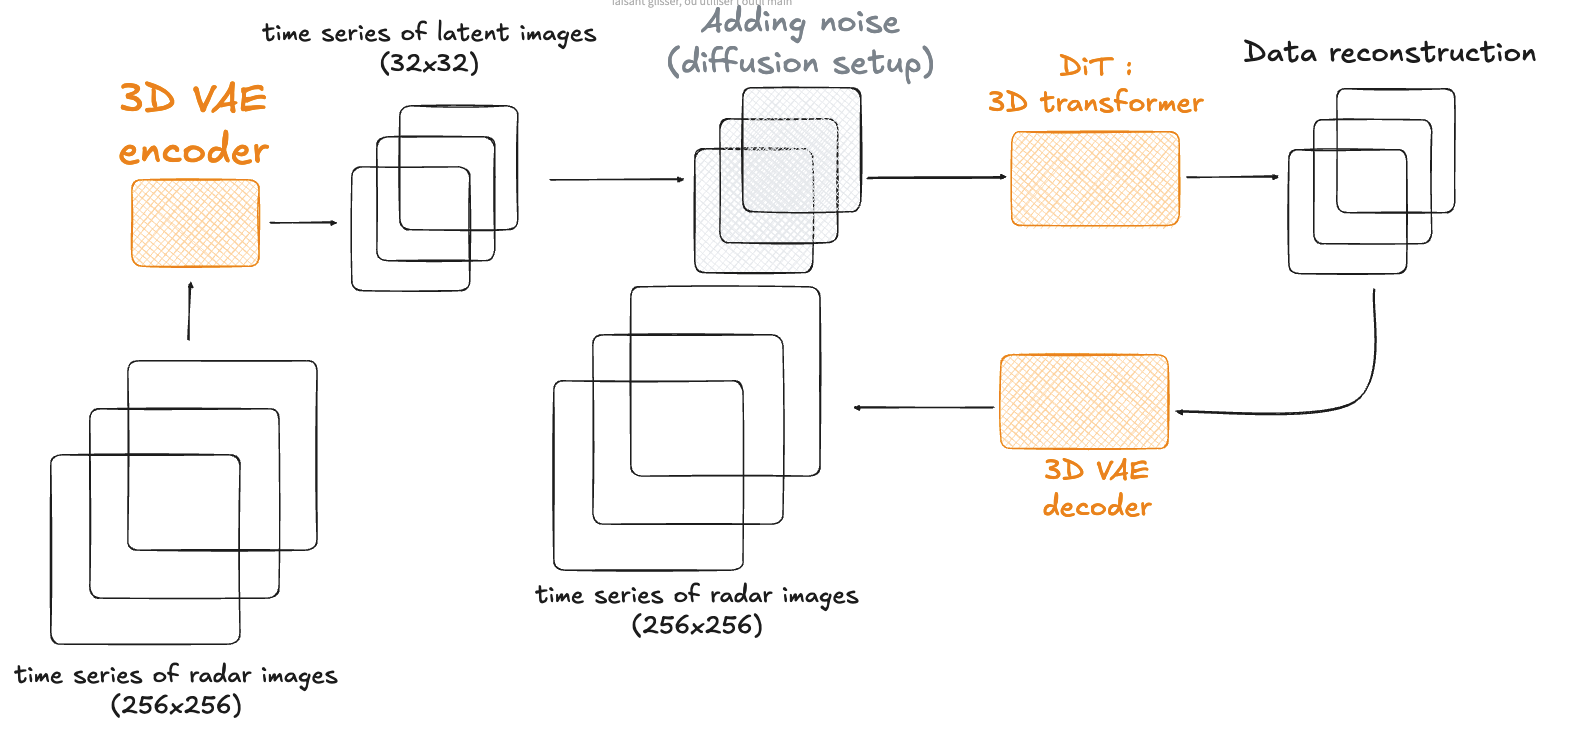 faisant glisser, ou utiliser l'outil main
time series of latent images
(32x32)
Adding noise
(diffusion setup)
DiT :
3D transformer
Data reconstruction
3D VAE
encoder
3D VAE
decoder
time series of radar images
(256x256)
time series of radar images
(256x256)